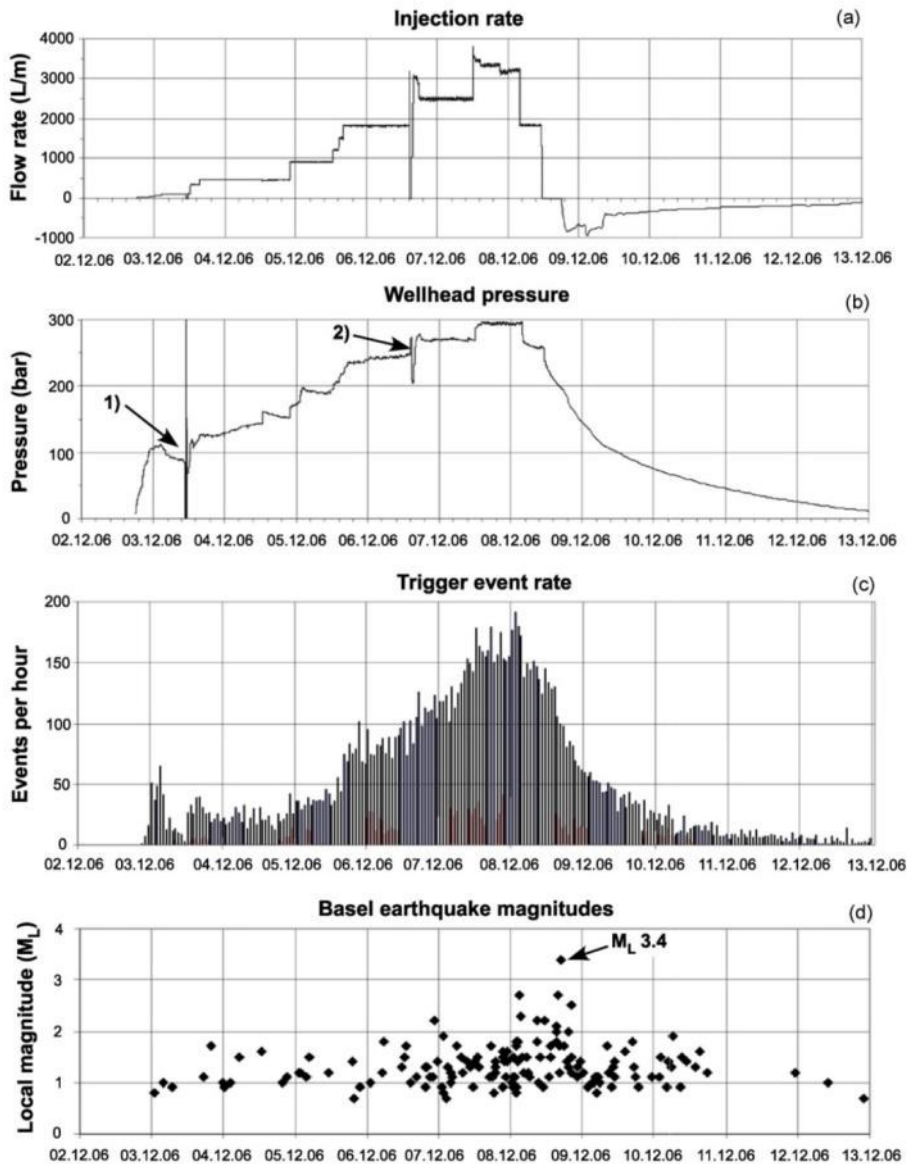 Injection rate
(a)
Flow rate (L/m)
4000
3000
2000
1000
0
-1000
02.12.06 03.12.06 04.12.06 05.12.06 06.12.06 07.12.06 08.12.06 09.12.06 10.12.06 11.12.06 12.12.06 13.12.06
Wellhead pressure
(b)
Pressure (bar)
300
200
100
0
1)
2)
02.12.06 03.12.06 04.12.06 05.12.06 06.12.06 07.12.06 08.12.06 09.12.06 10.12.06 11.12.06 12.12.06 13.12.06
Trigger event rate
(c)
Events per hour
200
150
100
50
0
02.12.06 03.12.06 04.12.06 05.12.06 06.12.06 07.12.06 08.12.06 09.12.06 10.12.06 11.12.06 12.12.06 13.12.06
Basel earthquake magnitudes
(d)
Local magnitude (ML)
4
3
2
1
0
ML 3.4
02.12.06 03.12.06 04.12.06 05.12.06 06.12.06 07.12.06 08.12.06 09.12.06 10.12.06 11.12.06 12.12.06 13.12.06